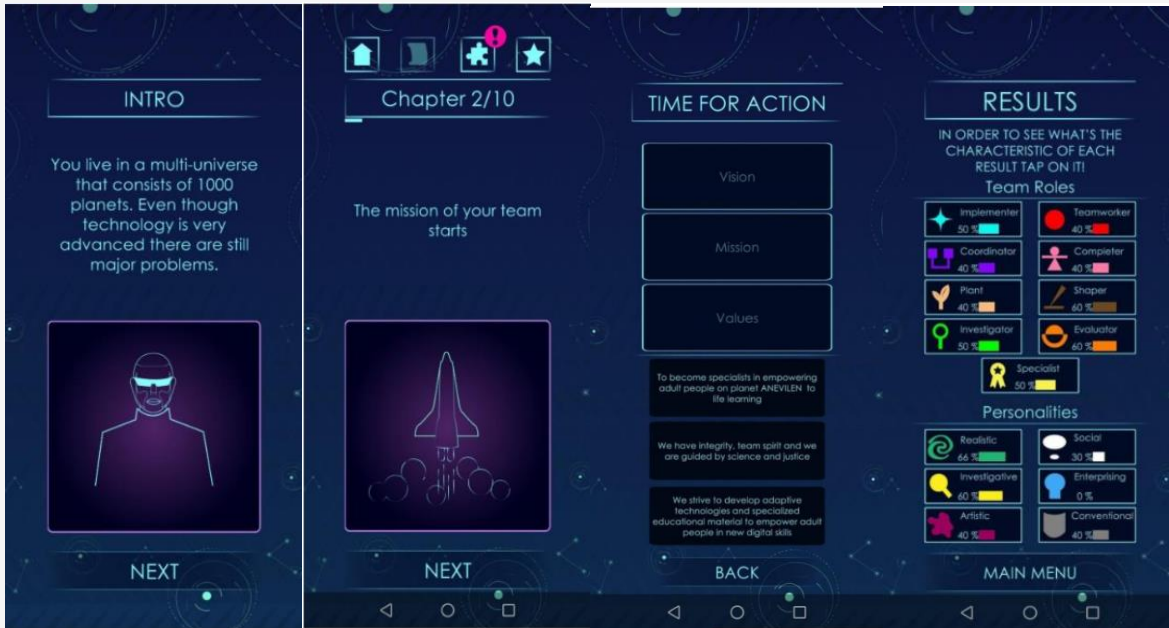 INTRO
You live in a multi-universe
that consists of 1000
planets. Even though
technology is very
advanced there are still
major problems.
NEXT
Chapter 2/10
The mission of your team
starts
NEXT
TIME FOR ACTION
Vision
Mission
Values
To become specialists in empowering
adult people on planet ANEVILEN to
life learning
We have integrity, team spirit and we
are guided by science and justice
We strive to develop adaptive
technologies and specialized
educational material to empower adult
people in new digital skills
BACK
RESULTS
IN ORDER TO SEE WHAT'S THE
CHARACTERISTIC OF EACH
RESULT TAP ON IT!
Team Roles
Implementer
50 %
Teamworker
40 %
Coordinator
40 %
Completer
40 %
Plant
40 %
Shaper
60 %
Investigator
50 %
Evaluator
60 %
Specialist
50 %
Personalities
Realistic
66 %
Social
30 %
Investigative
60 %
Enterprising
0 %
Artistic
40 %
Conventional
40 %
MAIN MENU